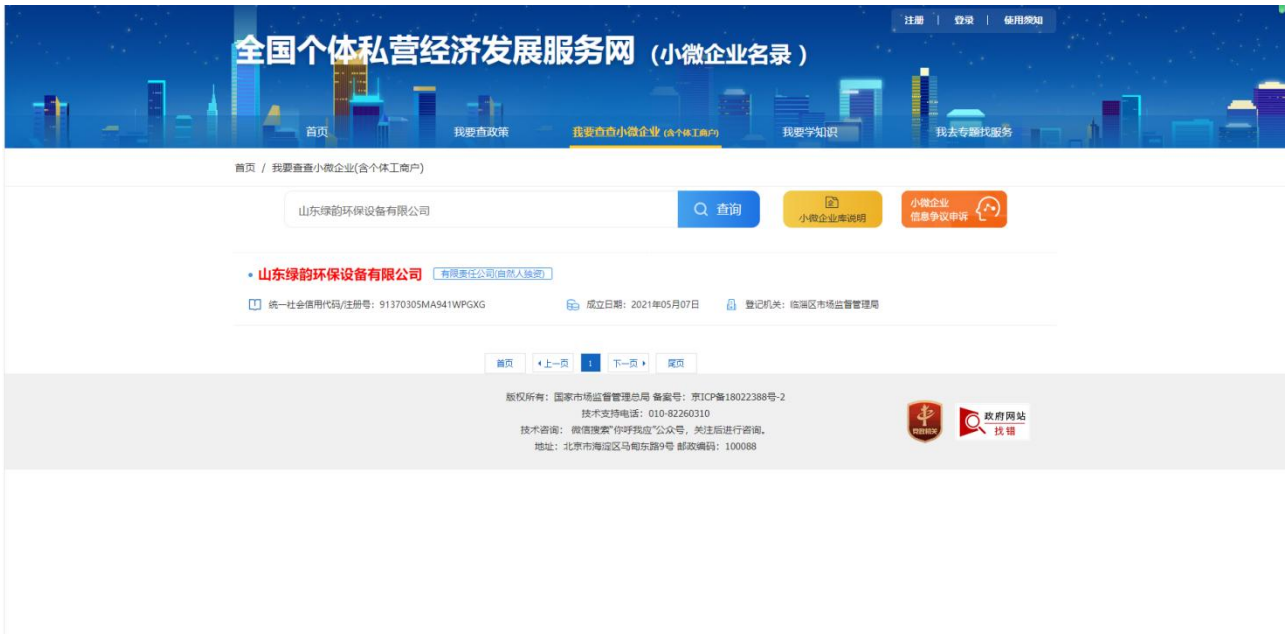 注册 | 登录 | 使用须知
全国个体私营经济发展服务网（小微企业名录）
首页 我要查政策 我要查查小微企业(含个体工商户) 我要学知识 我去专题找服务
首页 / 我要查查小微企业(含个体工商户)
山东绿韵环保设备有限公司 查询 小微企业库说明 小微企业
信息争议申诉
山东绿韵环保设备有限公司 有限责任公司(自然人独资)
统一社会信用代码/注册号：91370305MA941WPGXG 成立日期：2021年05月07日 登记机关：临淄区市场监督管理局
首页 上一页 1 下一页 尾页
版权所有：国家市场监督管理总局 备案号：京ICP备18022388号-2
技术支持电话：010-82260310
技术咨询： 微信搜索"你呼我应"公众号，关注后进行咨询。
地址：北京市海淀区马甸东路9号 邮政编码：100088
党政机关
政府网站
找错